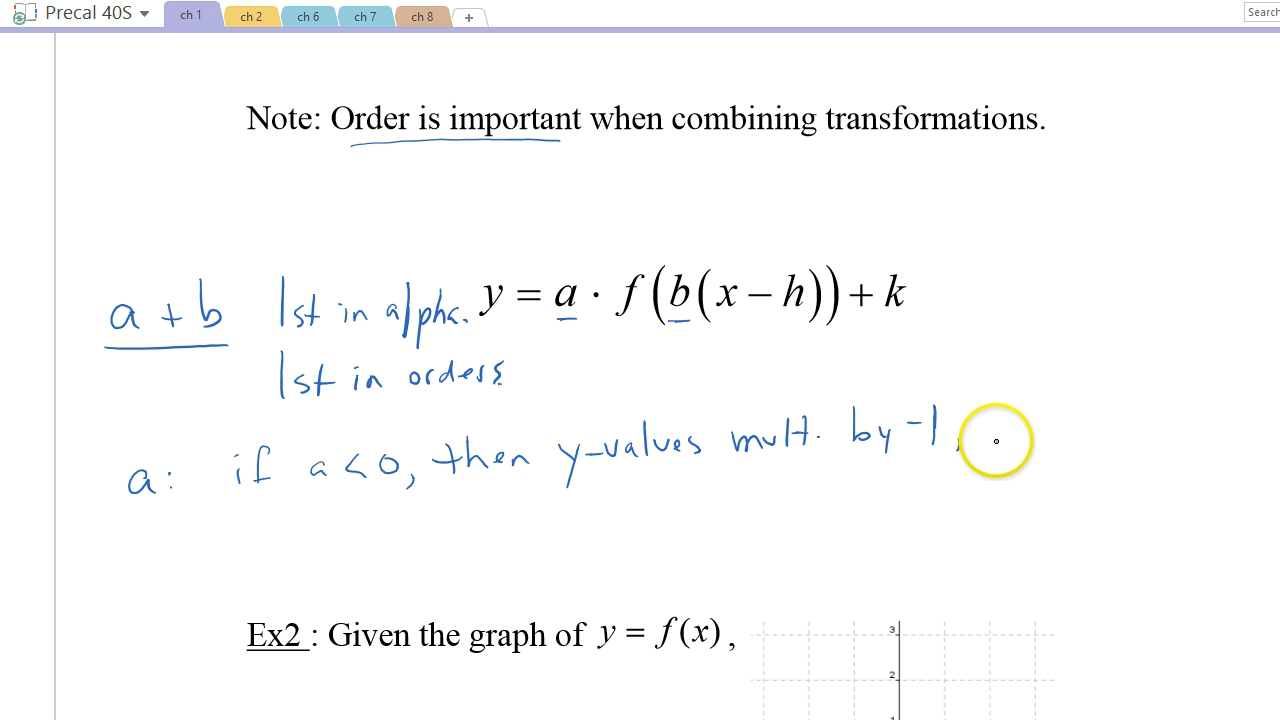 Precal 40S ch 1 ch 2 ch 6 ch 7 ch 8 + Search
Note: Order is important when combining transformations.
a + b 1st in alpha. y = a · f(b(x − h)) + k
1st in orders
a: if a < 0, then y-values mult. by -1,
Ex2 : Given the graph of y = f(x),
3
2
1